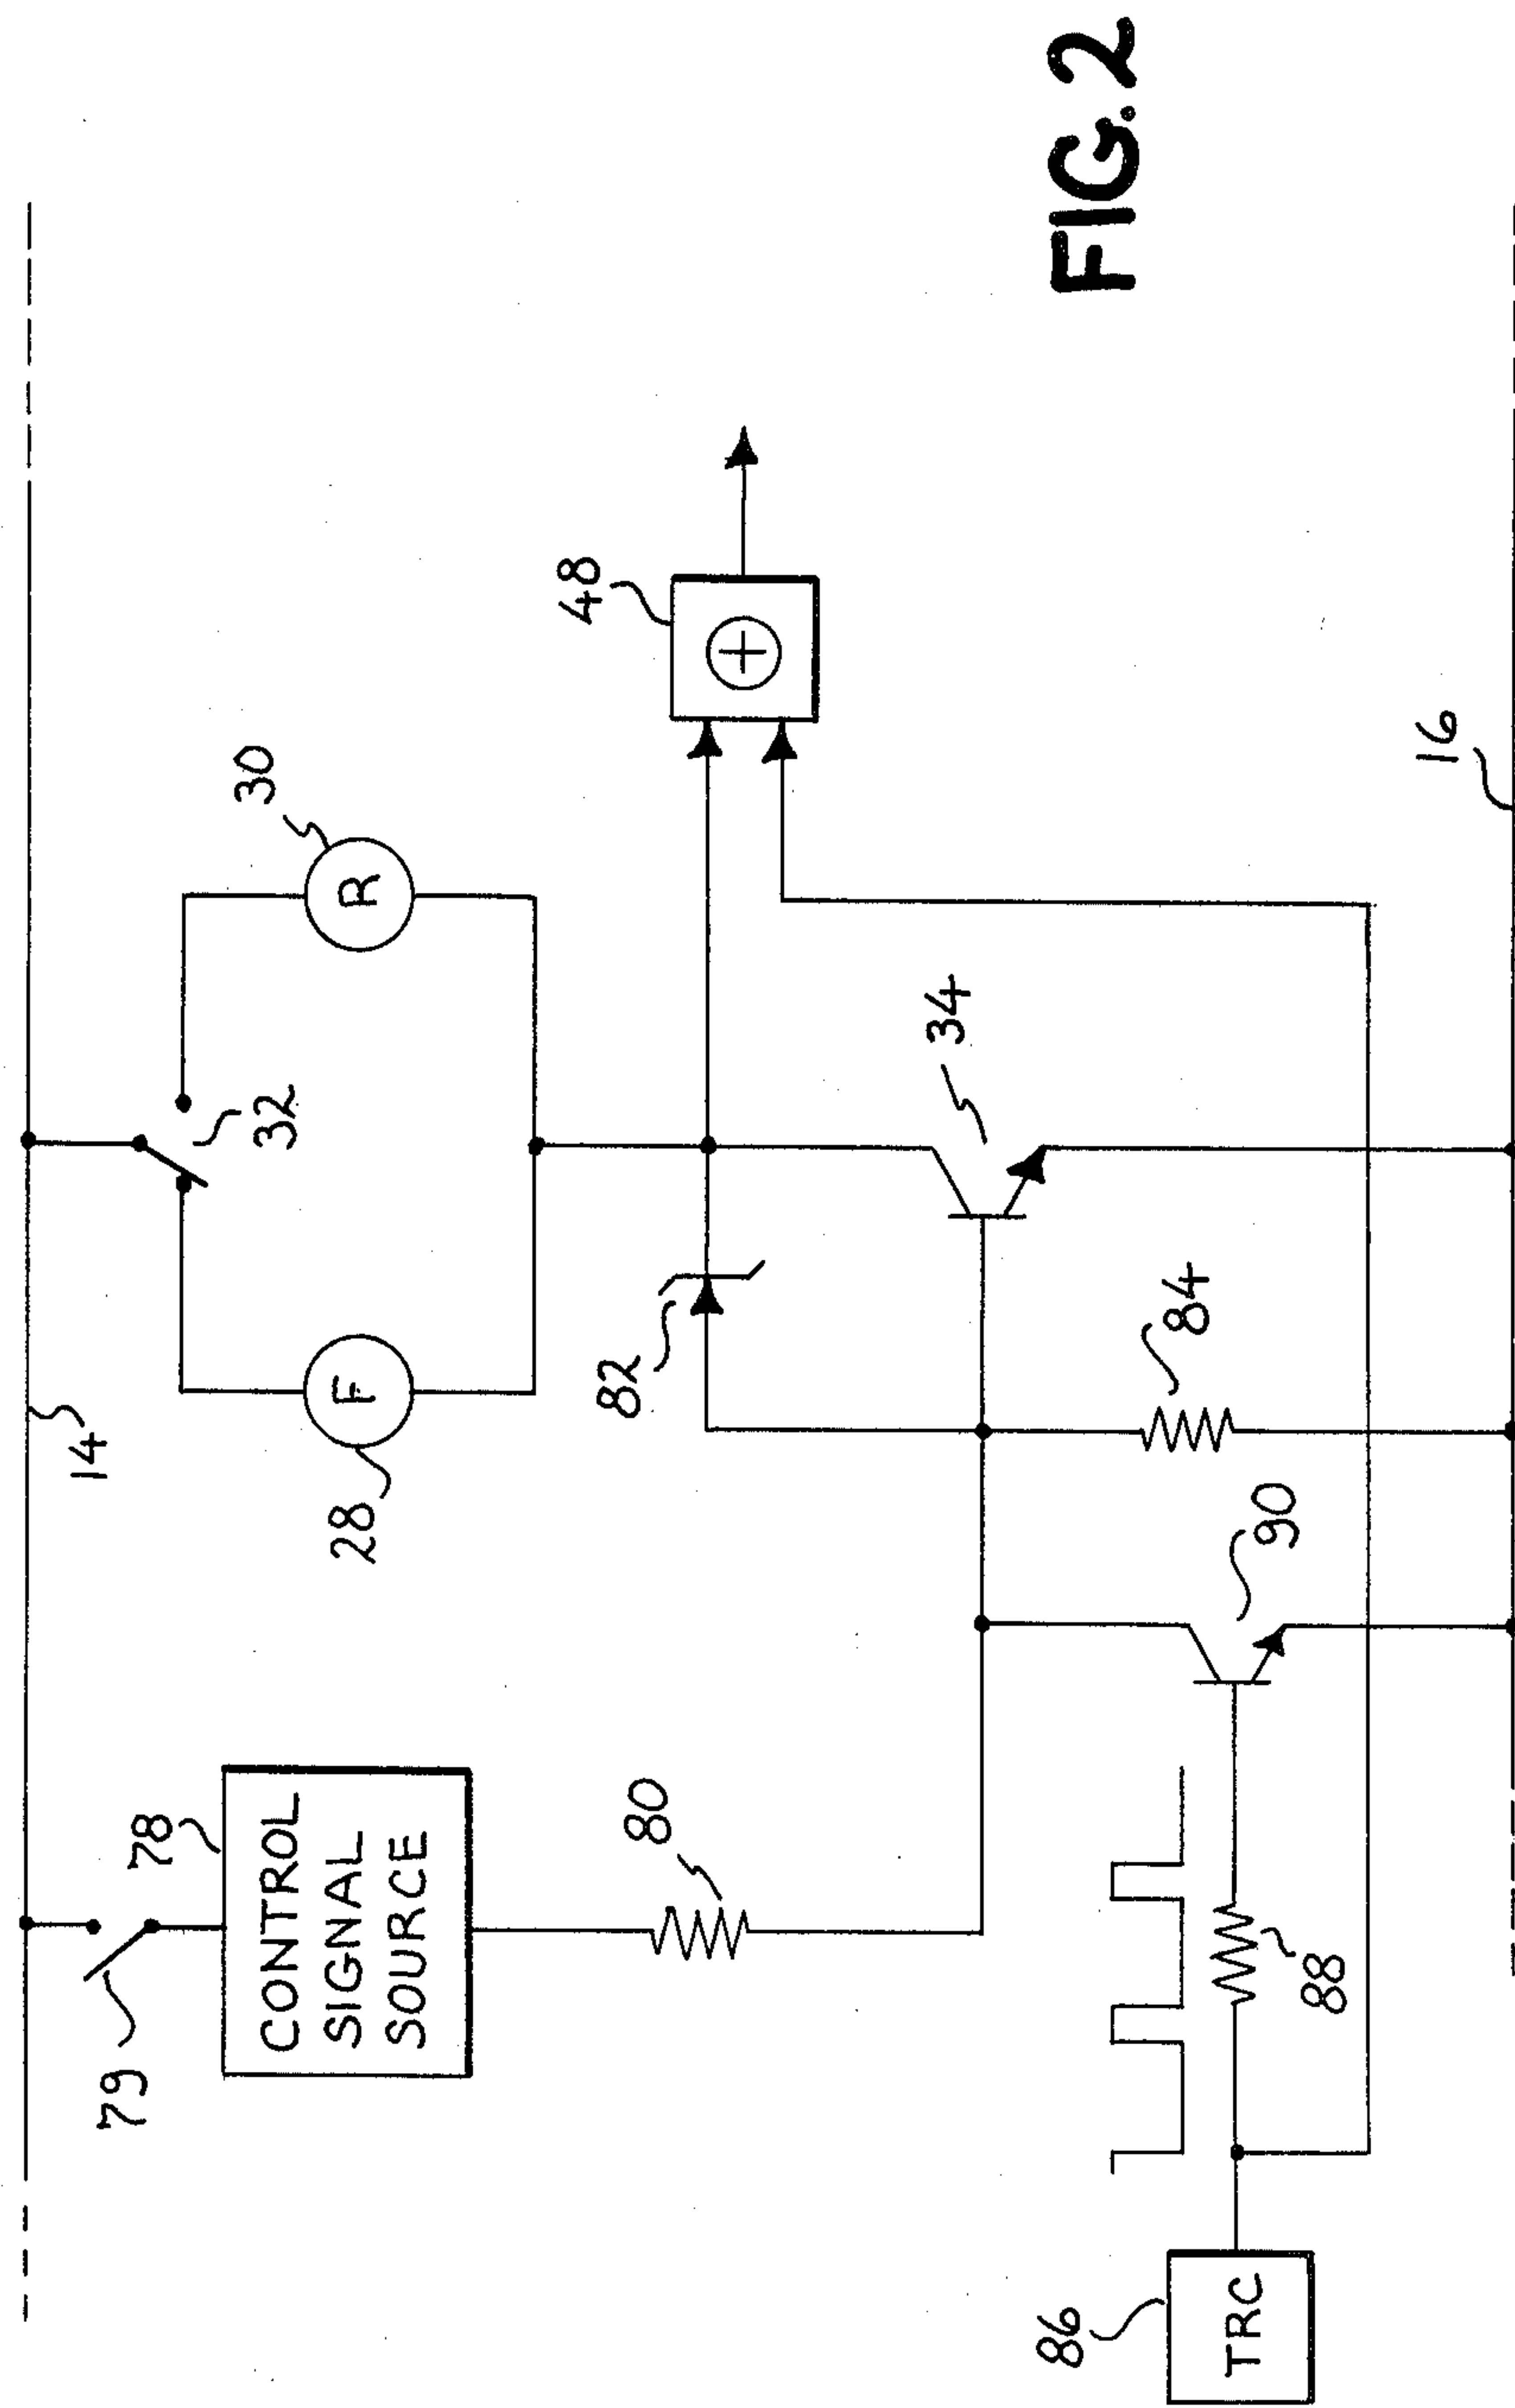 14
79
78
CONTROL
SIGNAL
SOURCE
28
F
32
30
R
80
82
48
+
34
FIG. 2
84
90
86
TRC
88
16